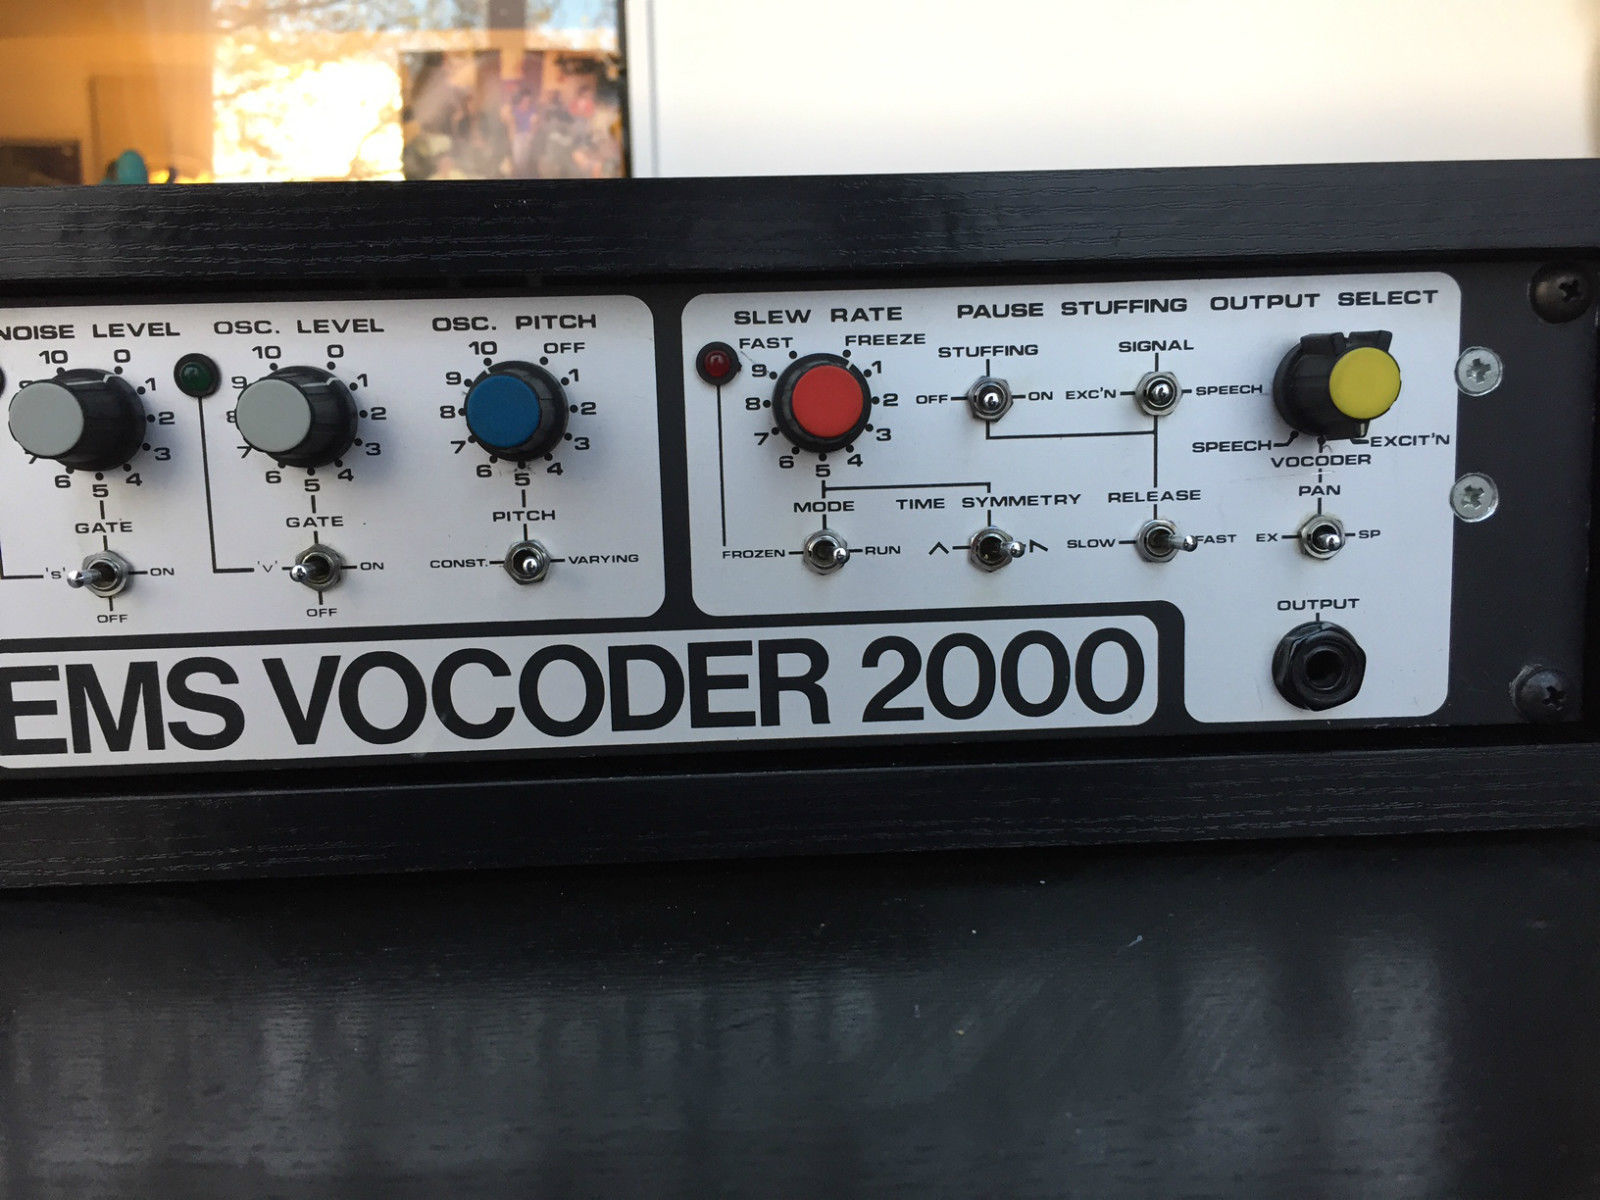 NOISE LEVEL
10 0
9 1
2
3
7
6 5 4
GATE
's' ON
OFF
OSC. LEVEL
10 0
9 1
8 2
7 3
6 5 4
GATE
'v' ON
OFF
OSC. PITCH
10 OFF
9 1
8 2
7 3
6 5 4
PITCH
CONST. VARYING
SLEW RATE
FAST FREEZE
9 1
8 2
7 3
6 5 4
MODE
FROZEN RUN
TIME SYMMETRY
PAUSE STUFFING
STUFFING
OFF ON
SIGNAL
EXC'N SPEECH
RELEASE
SLOW FAST
OUTPUT SELECT
SPEECH EXCIT'N
VOCODER
PAN
EX SP
OUTPUT
EMS VOCODER 2000